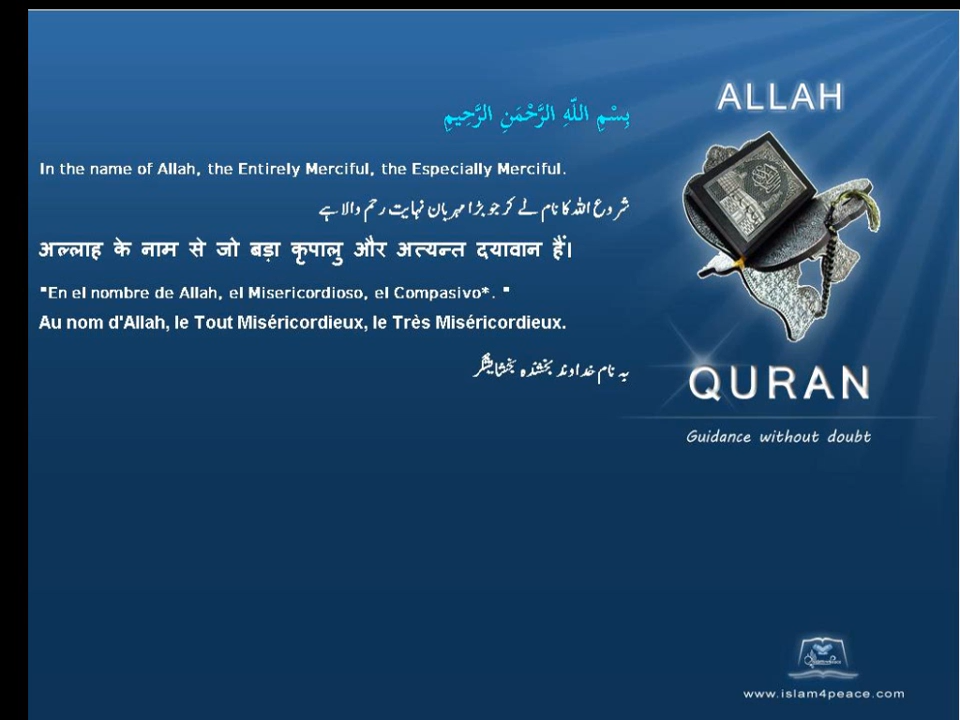 بِسْمِ اللَّهِ الرَّحْمَنِ الرَّحِيمِ
In the name of Allah, the Entirely Merciful, the Especially Merciful.
شروع الله کا نام لے کر جو بڑا مہربان نہایت رحم والا ہے
अल्लाह के नाम से जो बड़ा कृपालु और अत्यन्त दयावान हैं।
"En el nombre de Allah, el Misericordioso, el Compasivo*. "
Au nom d'Allah, le Tout Miséricordieux, le Très Miséricordieux.
به نام خداوند بخشنده بخشایشگر
ALLAH
QURAN
Guidance without doubt
www.islam4peace.com